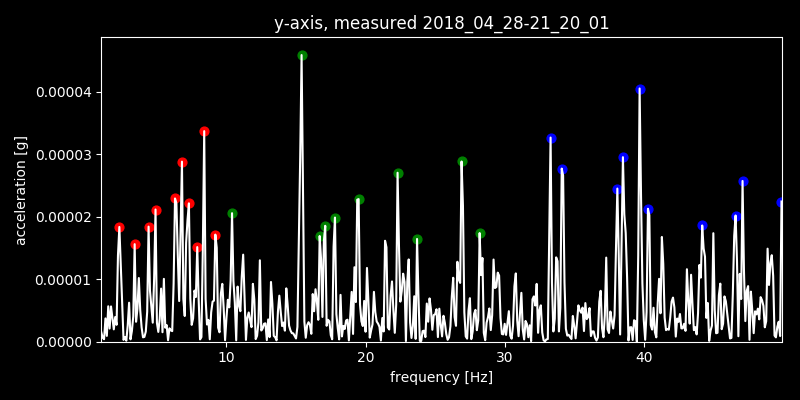 y-axis, measured 2018_04_28-21_20_01
acceleration [g]
0.00004
0.00003
0.00002
0.00001
0.00000
10 20 30 40
frequency [Hz]